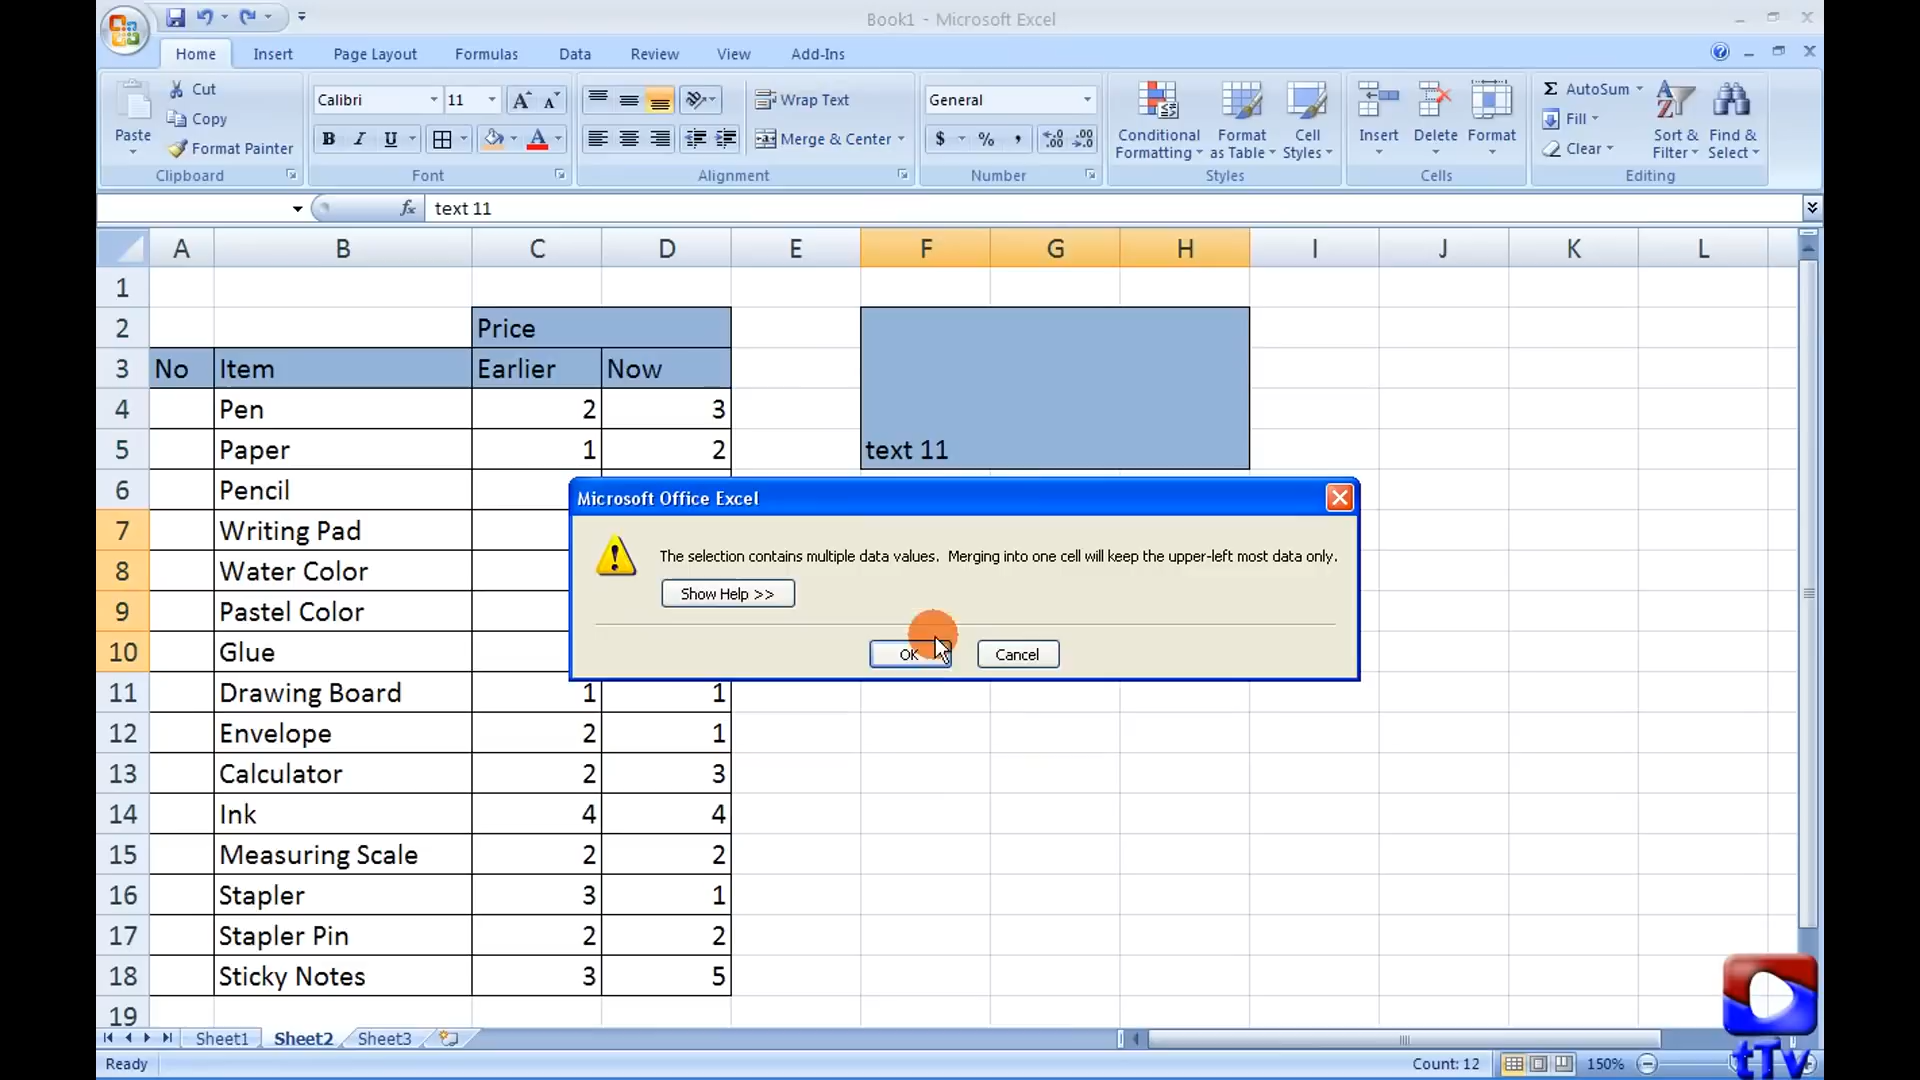 Book1 - Microsoft Excel
Home Insert Page Layout Formulas Data Review View Add-Ins
Cut
Copy
Format Painter
Paste
Clipboard
Calibri 11
B I U A
Font
Wrap Text
Merge & Center
Alignment
General
$ % ,
Number
Conditional Formatting
Format as Table
Cell Styles
Styles
Insert Delete Format
Cells
Σ AutoSum
Fill
Clear
Sort & Filter
Find & Select
Editing
fx text 11
A B C D E F G H I J K L
1
2 Price
3 No Item Earlier Now
4 Pen 2 3
5 Paper 1 2 text 11
6 Pencil
7 Writing Pad
8 Water Color
9 Pastel Color
10 Glue
11 Drawing Board 1 1
12 Envelope 2 1
13 Calculator 2 3
14 Ink 4 4
15 Measuring Scale 2 2
16 Stapler 3 1
17 Stapler Pin 2 2
18 Sticky Notes 3 5
19
Microsoft Office Excel
The selection contains multiple data values. Merging into one cell will keep the upper-left most data only.
Show Help >>
OK Cancel
Sheet1 Sheet2 Sheet3
Ready Count: 12 150%
tTv